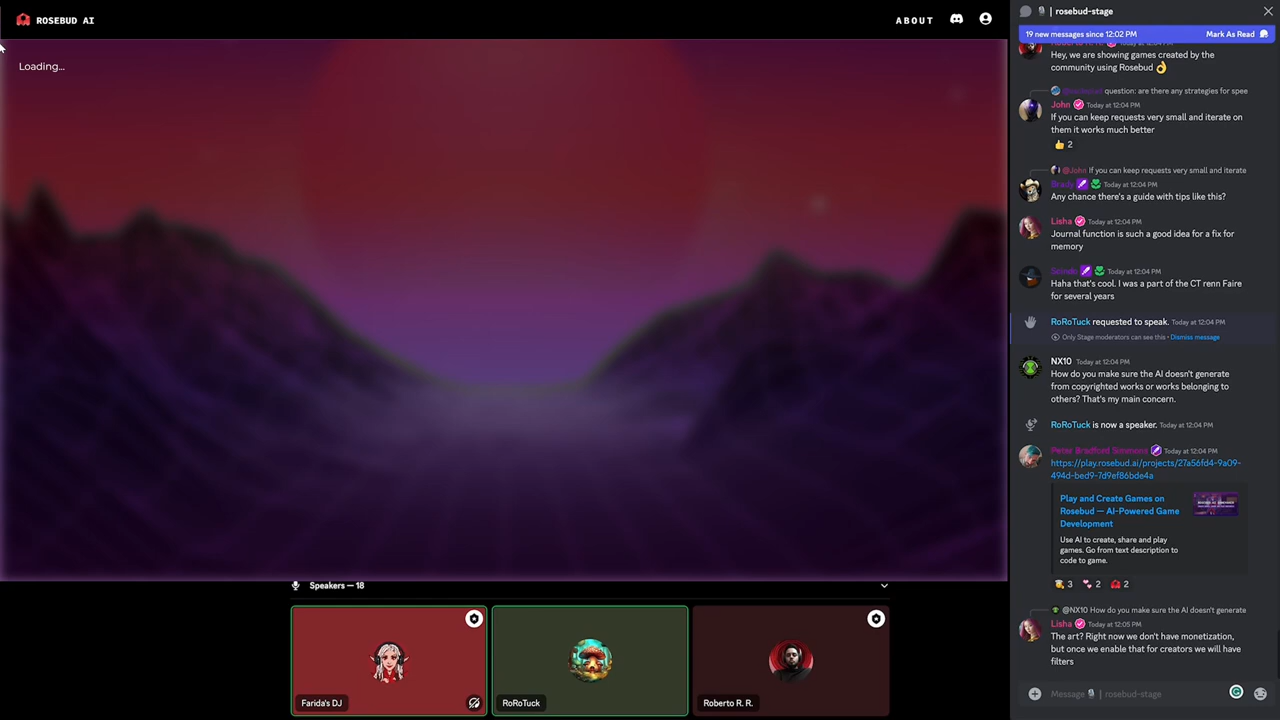 ROSEBUD AI
ABOUT
Loading...
Speakers — 18
Farida's DJ
RoRoTuck
Roberto R. R.
| rosebud-stage
19 new messages since 12:02 PM
Mark As Read
Hey, we are showing games created by the
community using Rosebud 👌
question: are there any strategies for spee
John Today at 12:04 PM
If you can keep requests very small and iterate on
them it works much better
👍 2
@John If you can keep requests very small and iterate
Brady Today at 12:04 PM
Any chance there's a guide with tips like this?
Lisha Today at 12:04 PM
Journal function is such a good idea for a fix for
memory
Today at 12:04 PM
Haha that's cool. I was a part of the CT renn Faire
for several years
RoRoTuck requested to speak. Today at 12:04 PM
Only Stage moderators can see this • Dismiss message
NX10 Today at 12:04 PM
How do you make sure the AI doesn't generate
from copyrighted works or works belonging to
others? That's my main concern.
RoRoTuck is now a speaker. Today at 12:04 PM
Peter Bradford Simmons Today at 12:04 PM
https://play.rosebud.ai/projects/27a56fd4-9a09-
494d-bed9-7d9ef86bde4a
Play and Create Games on
Rosebud — AI-Powered Game
Development
Use AI to create, share and play
games. Go from text description to
code to game.
3 2 2
@NX10 How do you make sure the AI doesn't generate
Lisha Today at 12:05 PM
The art? Right now we don't have monetization,
but once we enable that for creators we will have
filters
Message | rosebud-stage